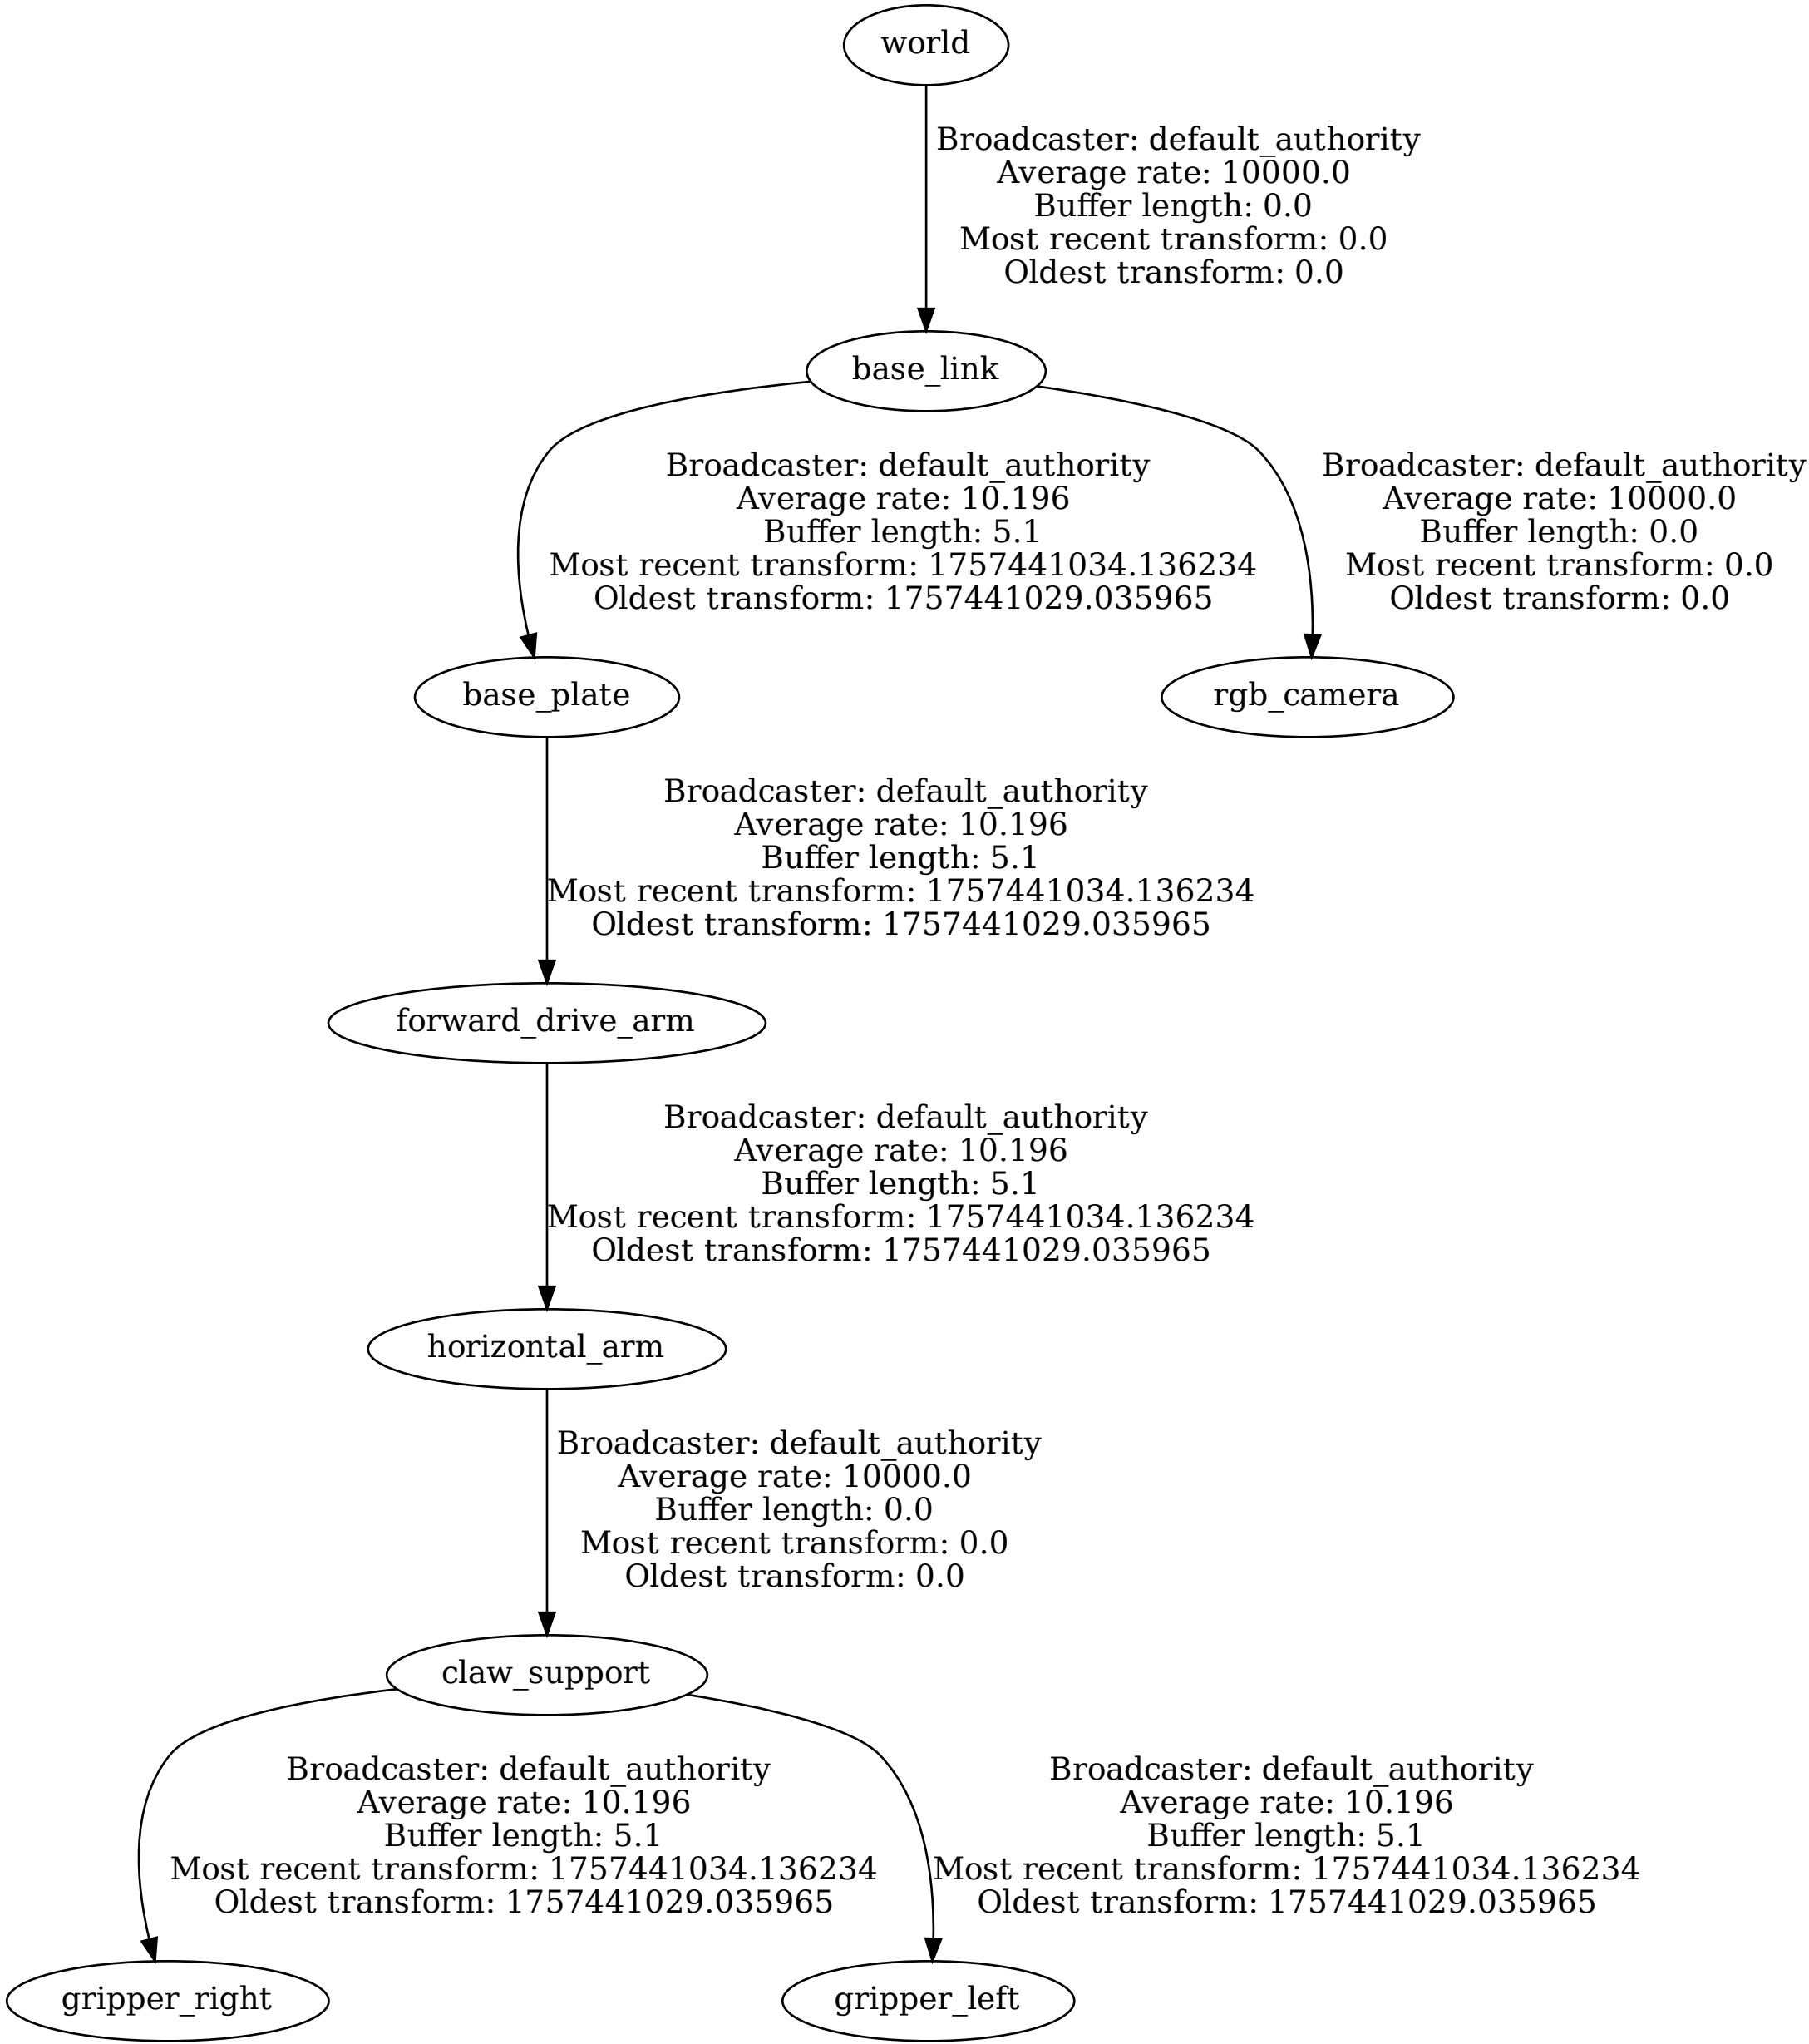 world
Broadcaster: default_authority
Average rate: 10000.0
Buffer length: 0.0
Most recent transform: 0.0
Oldest transform: 0.0
base_link
Broadcaster: default_authority
Average rate: 10.196
Buffer length: 5.1
Most recent transform: 1757441034.136234
Oldest transform: 1757441029.035965
Broadcaster: default_authority
Average rate: 10000.0
Buffer length: 0.0
Most recent transform: 0.0
Oldest transform: 0.0
base_plate
rgb_camera
Broadcaster: default_authority
Average rate: 10.196
Buffer length: 5.1
Most recent transform: 1757441034.136234
Oldest transform: 1757441029.035965
forward_drive_arm
Broadcaster: default_authority
Average rate: 10.196
Buffer length: 5.1
Most recent transform: 1757441034.136234
Oldest transform: 1757441029.035965
horizontal_arm
Broadcaster: default_authority
Average rate: 10000.0
Buffer length: 0.0
Most recent transform: 0.0
Oldest transform: 0.0
claw_support
Broadcaster: default_authority
Average rate: 10.196
Buffer length: 5.1
Most recent transform: 1757441034.136234
Oldest transform: 1757441029.035965
Broadcaster: default_authority
Average rate: 10.196
Buffer length: 5.1
Most recent transform: 1757441034.136234
Oldest transform: 1757441029.035965
gripper_right
gripper_left